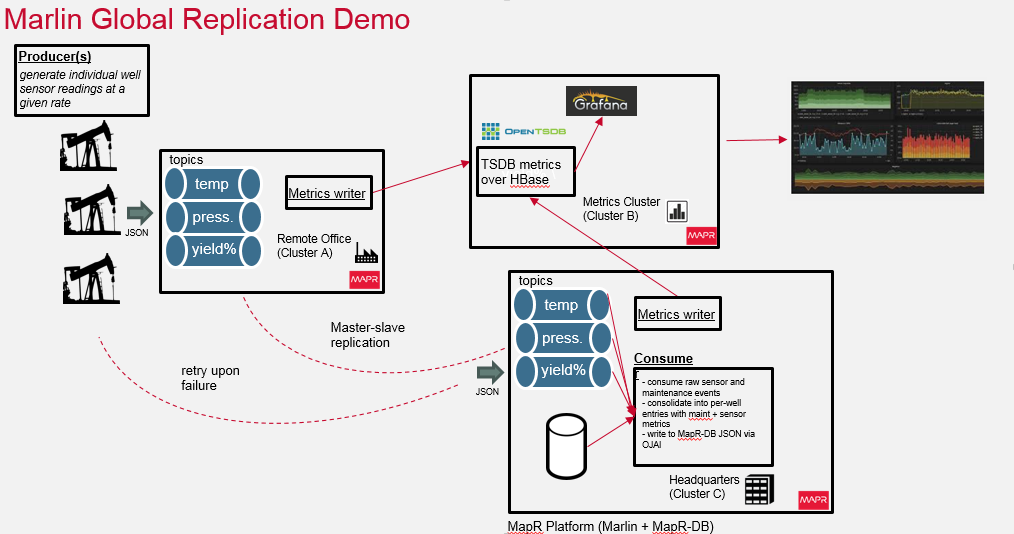 Marlin Global Replication Demo
Producer(s)
generate individual well
sensor readings at a
given rate
JSON
topics
temp
press.
yield%
Metrics writer
Remote Office
(Cluster A)
MAPR
Grafana
OPENTSDB
TSDB metrics
over HBase
Metrics Cluster
(Cluster B)
MAPR
Master-slave
replication
retry upon
failure
JSON
topics
temp
press.
yield%
Metrics writer
Consume
- consume raw sensor and
maintenance events
- consolidate into per-well
entries with maint + sensor
metrics
- write to MapR-DB JSON via
OJAI
Headquarters
(Cluster C)
MAPR
MapR Platform (Marlin + MapR-DB)